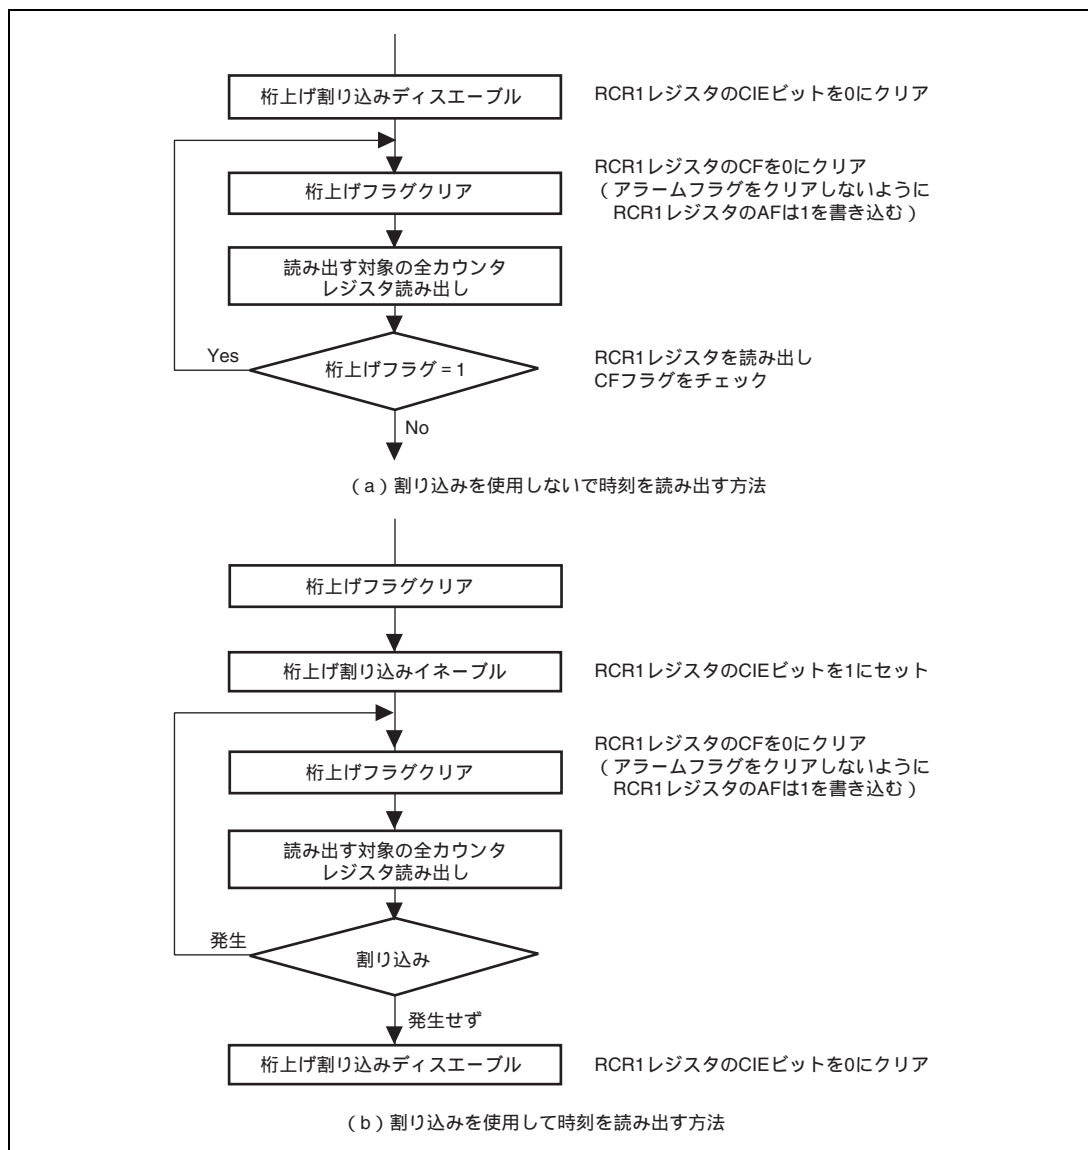 桁上げ割り込みディスエーブル
RCR1レジスタのCIEビットを0にクリア
桁上げフラグクリア
RCR1レジスタのCFを0にクリア
（アラームフラグをクリアしないように
RCR1レジスタのAFは1を書き込む）
読み出す対象の全カウンタ
レジスタ読み出し
Yes
桁上げフラグ=1
RCR1レジスタを読み出し
CFフラグをチェック
No
（a）割り込みを使用しないで時刻を読み出す方法
桁上げフラグクリア
桁上げ割り込みイネーブル
RCR1レジスタのCIEビットを1にセット
桁上げフラグクリア
RCR1レジスタのCFを0にクリア
（アラームフラグをクリアしないように
RCR1レジスタのAFは1を書き込む）
読み出す対象の全カウンタ
レジスタ読み出し
発生
割り込み
発生せず
桁上げ割り込みディスエーブル
RCR1レジスタのCIEビットを0にクリア
（b）割り込みを使用して時刻を読み出す方法